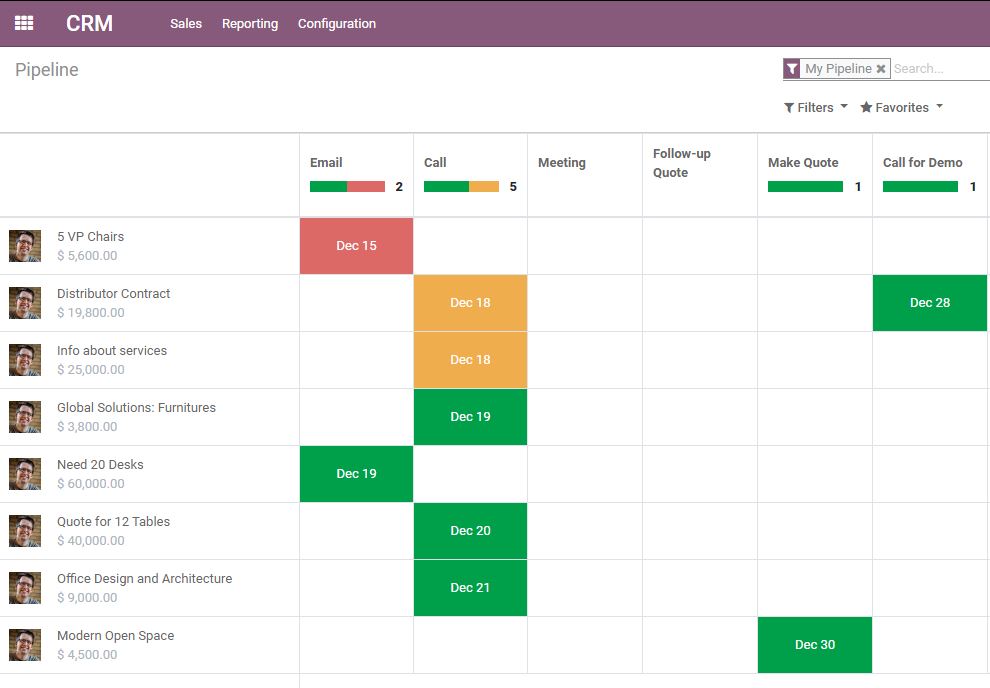 CRM Sales Reporting Configuration
Pipeline
My Pipeline ✖ Search...
Filters Favorites
Email Call Meeting Follow-up Quote Make Quote Call for Demo
2 5 1 1
5 VP Chairs
$ 5,600.00
Dec 15
Distributor Contract
$ 19,800.00
Dec 18 Dec 28
Info about services
$ 25,000.00
Dec 18
Global Solutions: Furnitures
$ 3,800.00
Dec 19
Need 20 Desks
$ 60,000.00
Dec 19
Quote for 12 Tables
$ 40,000.00
Dec 20
Office Design and Architecture
$ 9,000.00
Dec 21
Modern Open Space
$ 4,500.00
Dec 30